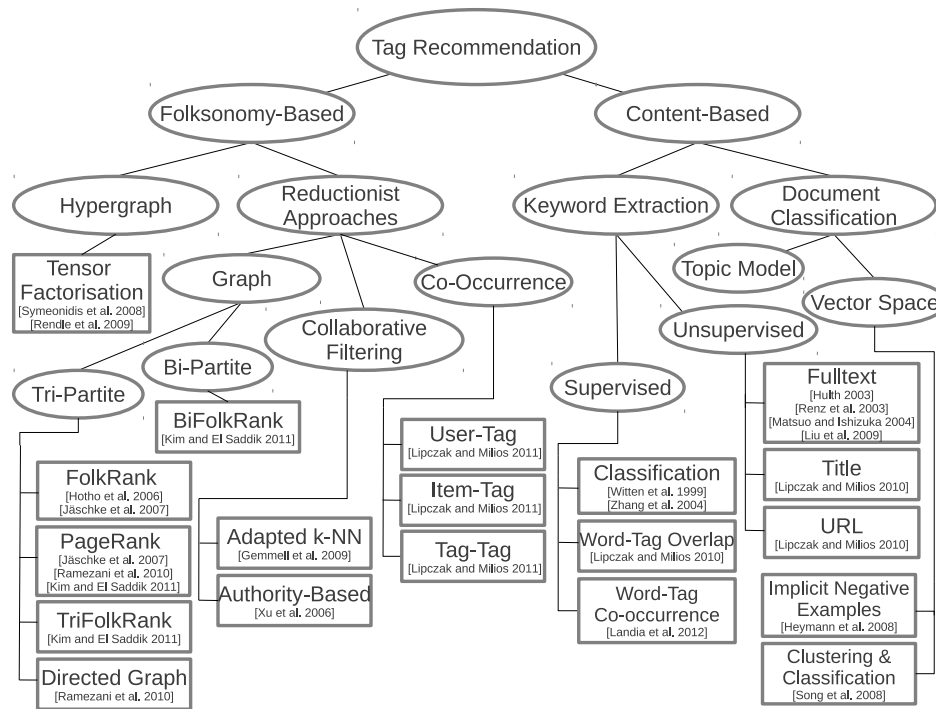 Tag Recommendation
Folksonomy-Based
Content-Based
Hypergraph
Reductionist
Approaches
Keyword Extraction
Document
Classification
Tensor
Factorisation
[Symeonidis et al. 2008]
[Rendle et al. 2009]
Graph
Co-Occurrence
Topic Model
Vector Space
Collaborative
Filtering
Unsupervised
Bi-Partite
Tri-Partite
Supervised
BiFolkRank
[Kim and El Saddik 2011]
Fulltext
[Hulth 2003]
[Renz et al. 2003]
[Matsuo and Ishizuka 2004]
[Liu et al. 2009]
User-Tag
[Lipczak and Milios 2011]
FolkRank
[Hotho et al. 2006]
[Jäschke et al. 2007]
Item-Tag
[Lipczak and Milios 2011]
Classification
[Witten et al. 1999]
[Zhang et al. 2004]
Title
[Lipczak and Milios 2010]
PageRank
[Jäschke et al. 2007]
[Ramezani et al. 2010]
[Kim and El Saddik 2011]
Adapted k-NN
[Gemmell et al. 2009]
Tag-Tag
[Lipczak and Milios 2011]
Word-Tag Overlap
[Lipczak and Milios 2010]
URL
[Lipczak and Milios 2010]
Authority-Based
[Xu et al. 2006]
Word-Tag
Co-occurrence
[Landia et al. 2012]
Implicit Negative
Examples
[Heymann et al. 2008]
TriFolkRank
[Kim and El Saddik 2011]
Directed Graph
[Ramezani et al. 2010]
Clustering &
Classification
[Song et al. 2008]